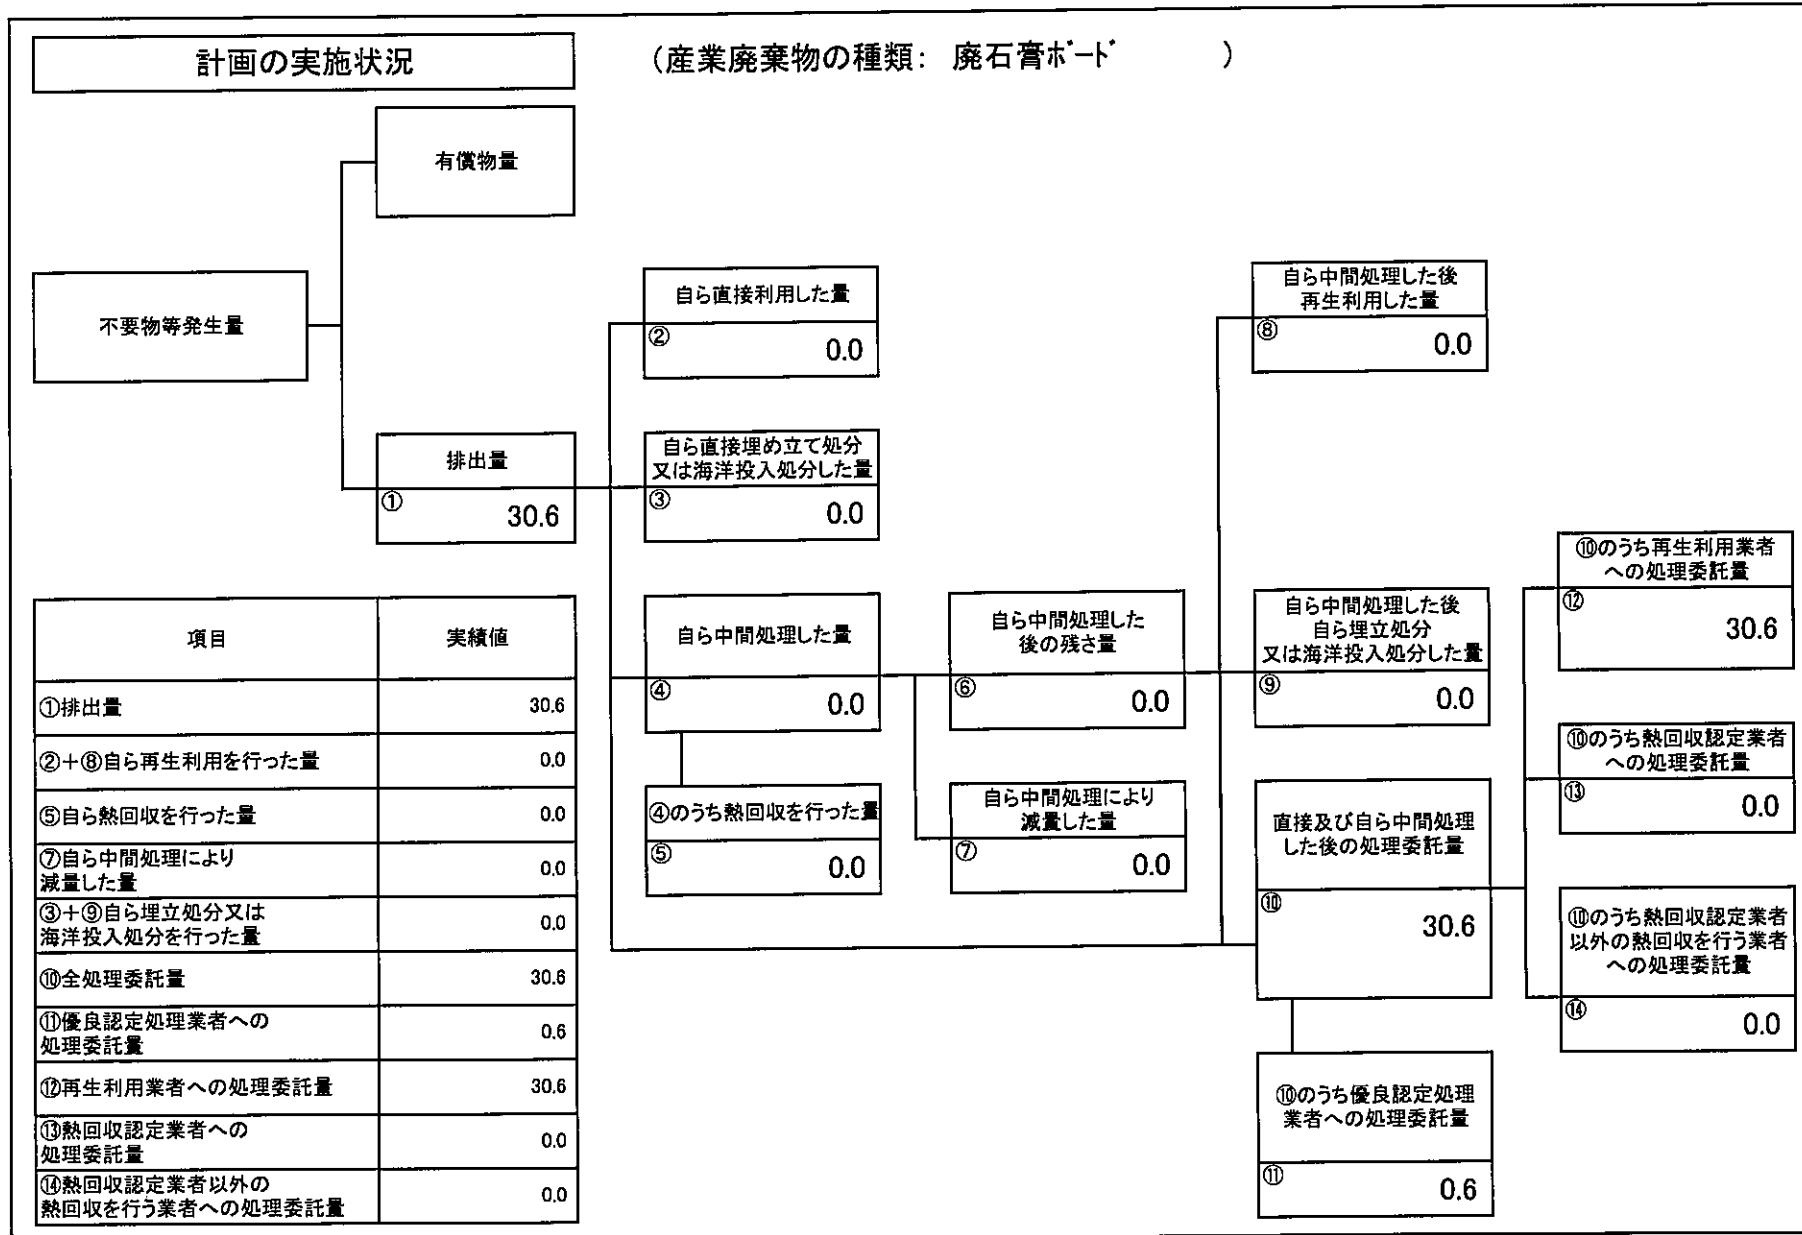 計画の実施状況
(産業廃棄物の種類： 廃石膏ボード )
有償物量
不要物等発生量
排出量
①
30.6
自ら直接利用した量
②
0.0
自ら直接埋め立て処分
又は海洋投入処分した量
③
0.0
自ら中間処理した量
④
0.0
④のうち熱回収を行った量
⑤
0.0
自ら中間処理した
後の残さ量
⑥
0.0
自ら中間処理により
減量した量
⑦
0.0
自ら中間処理した後
再生利用した量
⑧
0.0
自ら中間処理した後
自ら埋立処分
又は海洋投入処分した量
⑨
0.0
直接及び自ら中間処理
した後の処理委託量
⑩
30.6
⑩のうち優良認定処理
業者への処理委託量
⑪
0.6
⑩のうち再生利用業者
への処理委託量
⑫
30.6
⑩のうち熱回収認定業者
への処理委託量
⑬
0.0
⑩のうち熱回収認定業者
以外の熱回収を行う業者
への処理委託量
⑭
0.0
項目 実績値
①排出量 30.6
②＋⑧自ら再生利用を行った量 0.0
⑤自ら熱回収を行った量 0.0
⑦自ら中間処理により
減量した量 0.0
③＋⑨自ら埋立処分又は
海洋投入処分を行った量 0.0
⑩全処理委託量 30.6
⑪優良認定処理業者への
処理委託量 0.6
⑫再生利用業者への処理委託量 30.6
⑬熱回収認定業者への
処理委託量 0.0
⑭熱回収認定業者以外の
熱回収を行う業者への処理委託量 0.0